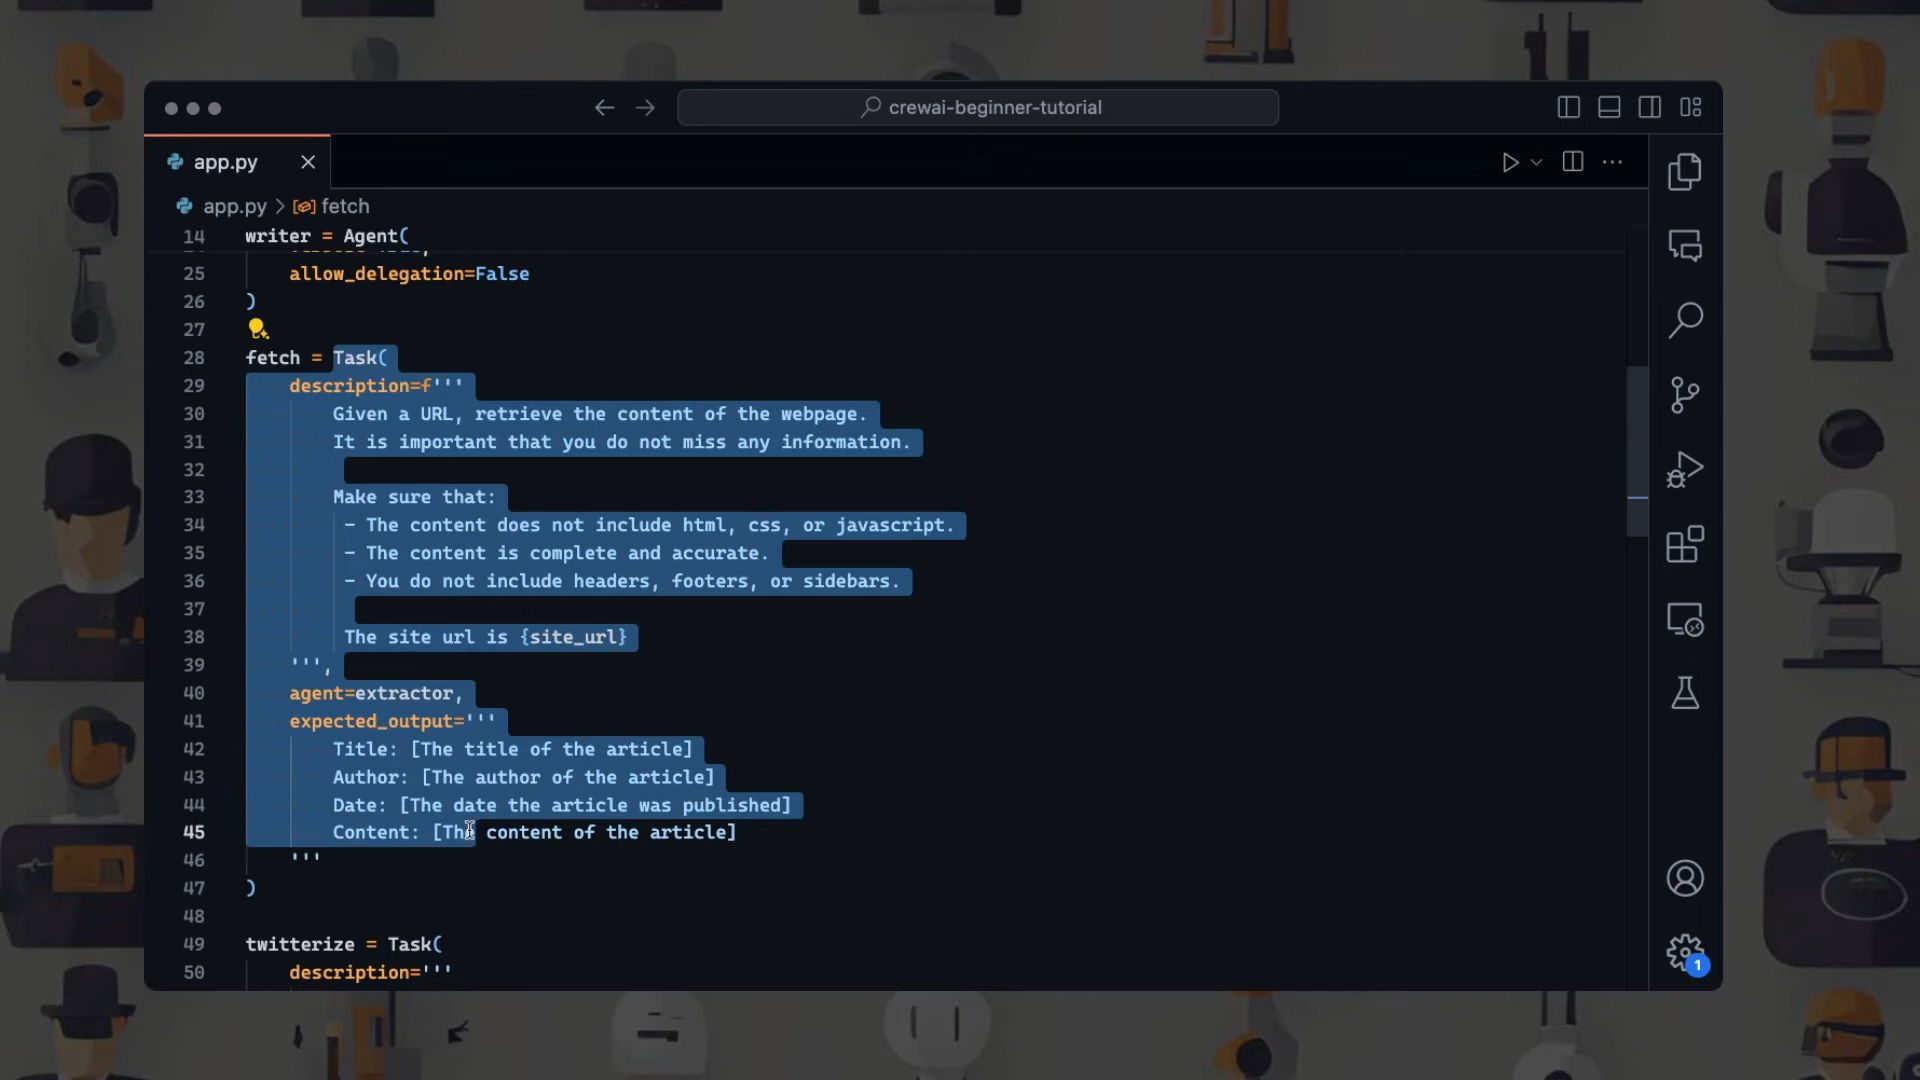 crewai-beginner-tutorial
app.py
app.py > fetch
14 writer = Agent(
25     allow_delegation=False
26 )
27
28 fetch = Task(
29     description=f'''
30         Given a URL, retrieve the content of the webpage.
31         It is important that you do not miss any information.
32
33         Make sure that:
34          - The content does not include html, css, or javascript.
35          - The content is complete and accurate.
36          - You do not include headers, footers, or sidebars.
37
38          The site url is {site_url}
39     ''',
40     agent=extractor,
41     expected_output='''
42         Title: [The title of the article]
43         Author: [The author of the article]
44         Date: [The date the article was published]
45         Content: [The content of the article]
46     '''
47 )
48
49 twitterize = Task(
50     description='''
1